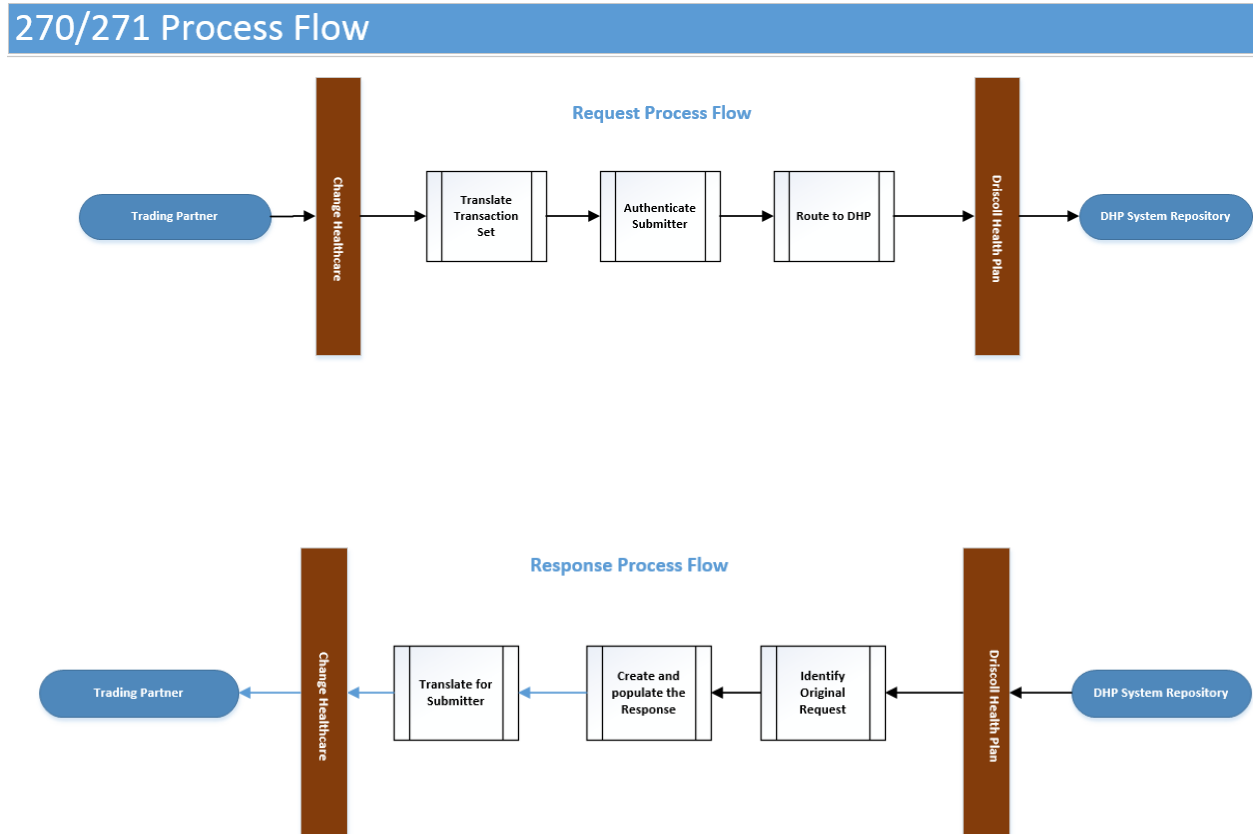 270/271 Process Flow
Request Process Flow
Trading Partner
Change Healthcare
Translate
Transaction
Set
Authenticate
Submitter
Route to DHP
Driscoll Health Plan
DHP System Repository
Response Process Flow
Trading Partner
Change Healthcare
Translate for
Submitter
Create and
populate the
Response
Identify
Original
Request
Driscoll Health Plan
DHP System Repository